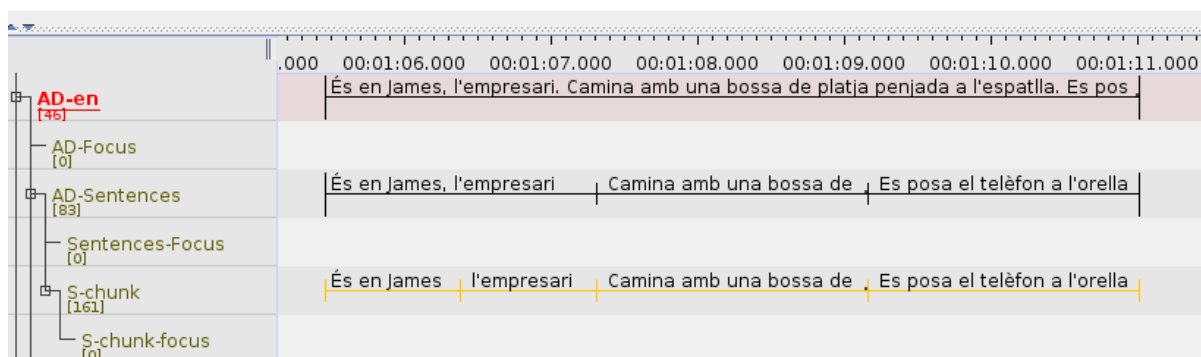 .000 00:01:06.000 00:01:07.000 00:01:08.000 00:01:09.000 00:01:10.000 00:01:11.000
AD-en
[46]
És en James, l'empresari. Camina amb una bossa de platja penjada a l'espatlla. Es pos .
AD-Focus
[0]
AD-Sentences
[83]
És en James, l'empresari Camina amb una bossa de . Es posa el telèfon a l'orella
Sentences-Focus
[0]
S-chunk
[161]
És en James l'empresari Camina amb una bossa de . Es posa el telèfon a l'orella
S-chunk-focus
[0]